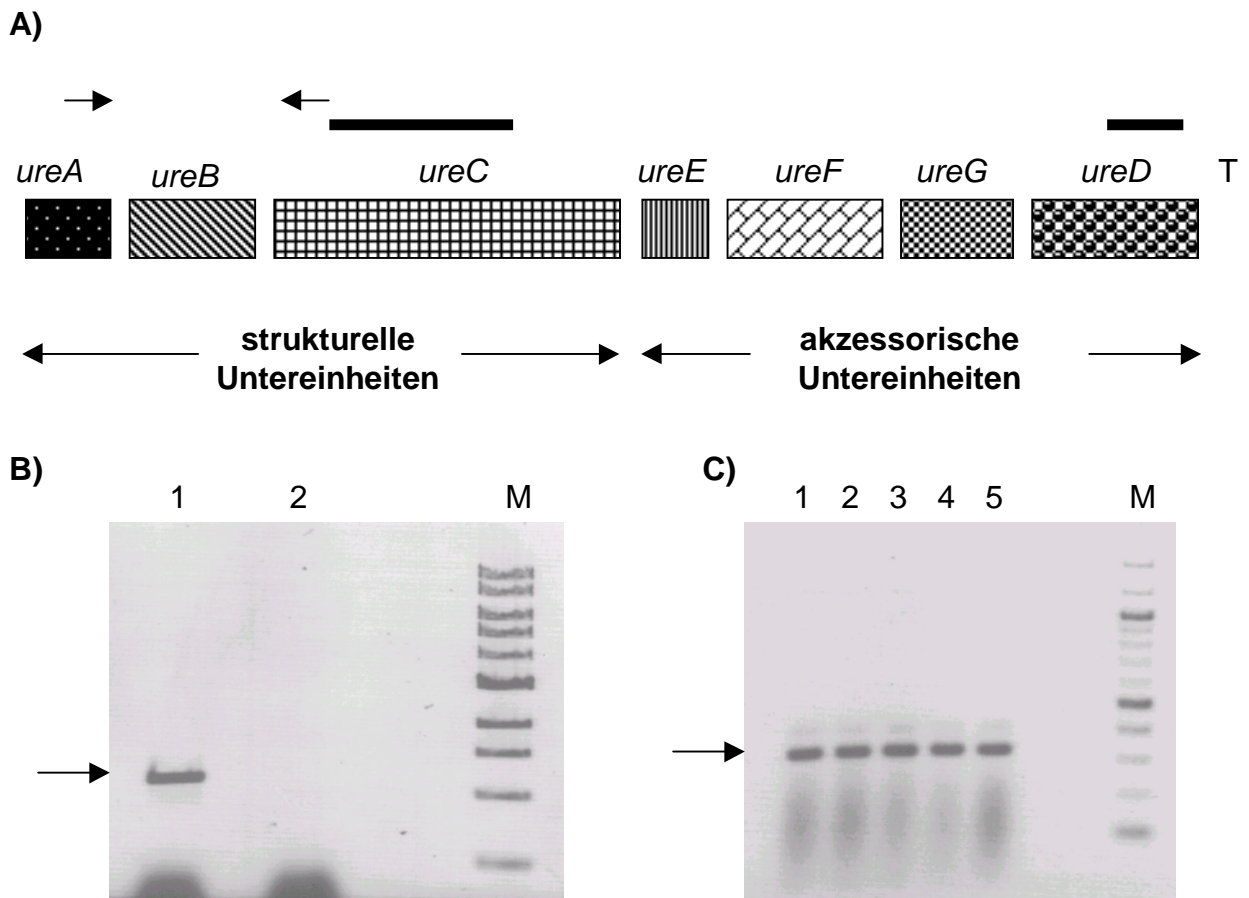 A)
ureA ureB ureC ureE ureF ureG ureD T
strukturelle akzessorische
Untereinheiten Untereinheiten
B) C)
1 2 M 1 2 3 4 5 M